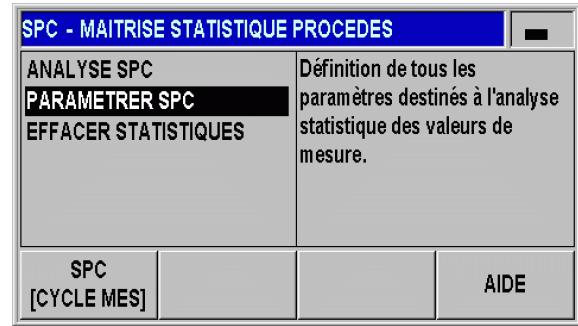 SPC - MAITRISE STATISTIQUE PROCEDES
ANALYSE SPC
PARAMETRER SPC
EFFACER STATISTIQUES
Définition de tous les
paramètres destinés à l'analyse
statistique des valeurs de
mesure.
SPC
[CYCLE MES]
AIDE